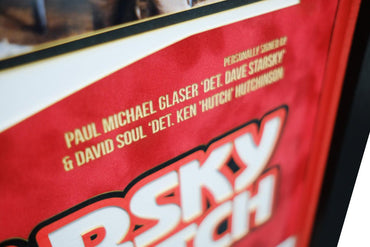 PERSONALLY SIGNED BY
PAUL MICHAEL GLASER 'DET. DAVE STARSKY'
& DAVID SOUL 'DET. KEN 'HUTCH' HUTCHINSON
RSKY
TCH